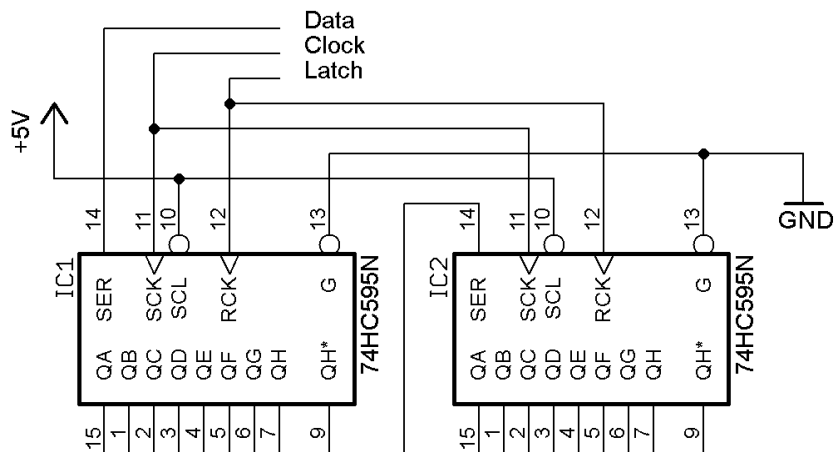 Data
Clock
Latch
+5V
GND
14 11 10 12 13
14 11 10 12 13
IC1
SER SCK SCL RCK G
QA QB QC QD QE QF QG QH QH*
74HC595N
15 1 2 3 4 5 6 7 9
IC2
SER SCK SCL RCK G
QA QB QC QD QE QF QG QH QH*
74HC595N
15 1 2 3 4 5 6 7 9